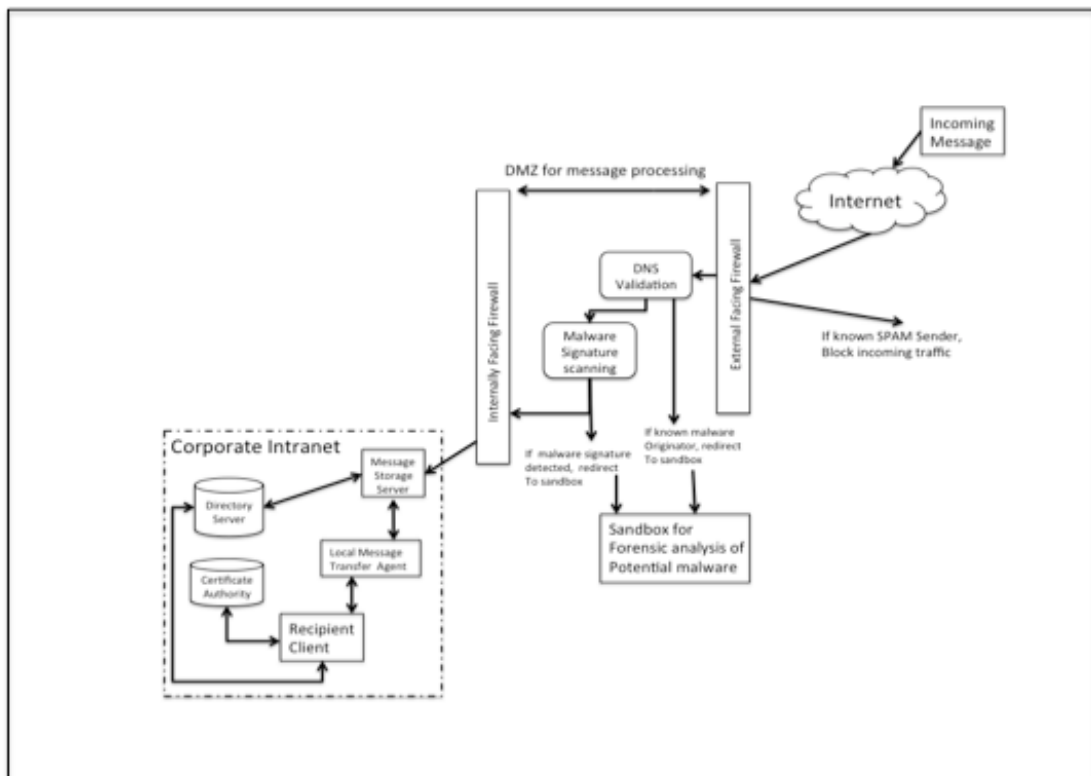 Incoming
Message
Internet
DMZ for message processing
External Facing Firewall
If known SPAM Sender,
Block incoming traffic
DNS
Validation
Malware
Signature
scanning
Internally Facing Firewall
If known malware
Originator, redirect
To sandbox
If malware signature
detected, redirect
To sandbox
Sandbox for
Forensic analysis of
Potential malware
Corporate Intranet
Message
Storage
Server
Directory
Server
Local Message
Transfer Agent
Certificate
Authority
Recipient
Client